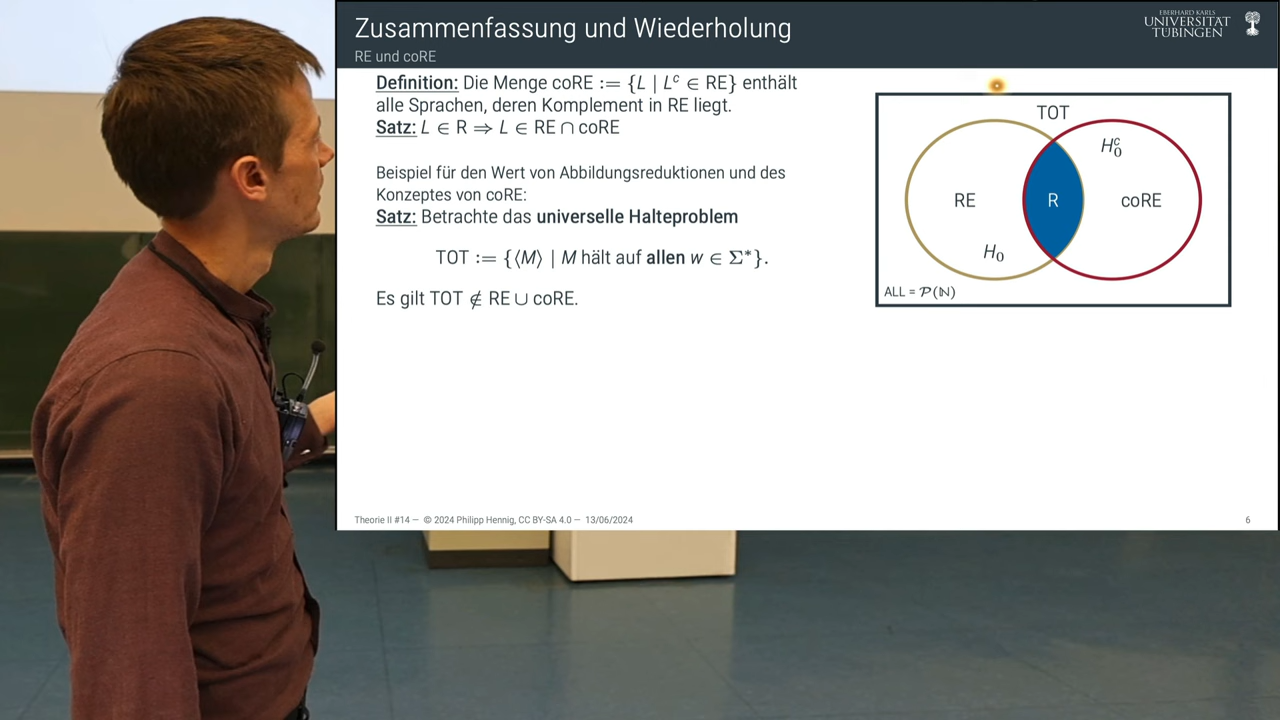 Zusammenfassung und Wiederholung
RE und coRE
EBERHARD KARLS
UNIVERSITÄT
TÜBINGEN
Definition: Die Menge coRE := {L | Lᶜ ∈ RE} enthält
alle Sprachen, deren Komplement in RE liegt.
Satz: L ∈ R ⇒ L ∈ RE ∩ coRE
Beispiel für den Wert von Abbildungsreduktionen und des
Konzeptes von coRE:
Satz: Betrachte das universelle Halteproblem
TOT := {⟨M⟩ | M hält auf allen w ∈ Σ*}.
Es gilt TOT ∉ RE ∪ coRE.
TOT
H₀ᶜ
RE
R
coRE
H₀
ALL = 𝒫(ℕ)
Theorie II #14 — © 2024 Philipp Hennig, CC BY-SA 4.0 — 13/06/2024
6